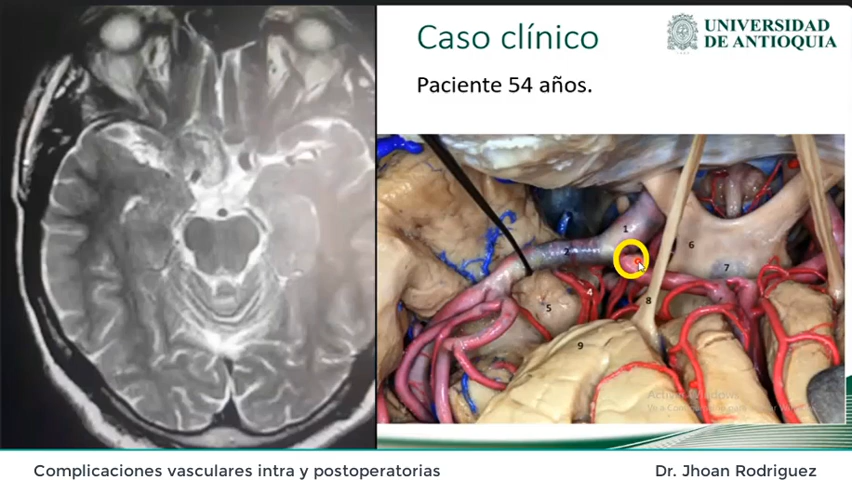 Caso clínico
UNIVERSIDAD
DE ANTIOQUIA
Paciente 54 años.
1
2
6
7
4
5
8
9
Complicaciones vasculares intra y postoperatorias
Dr. Jhoan Rodriguez